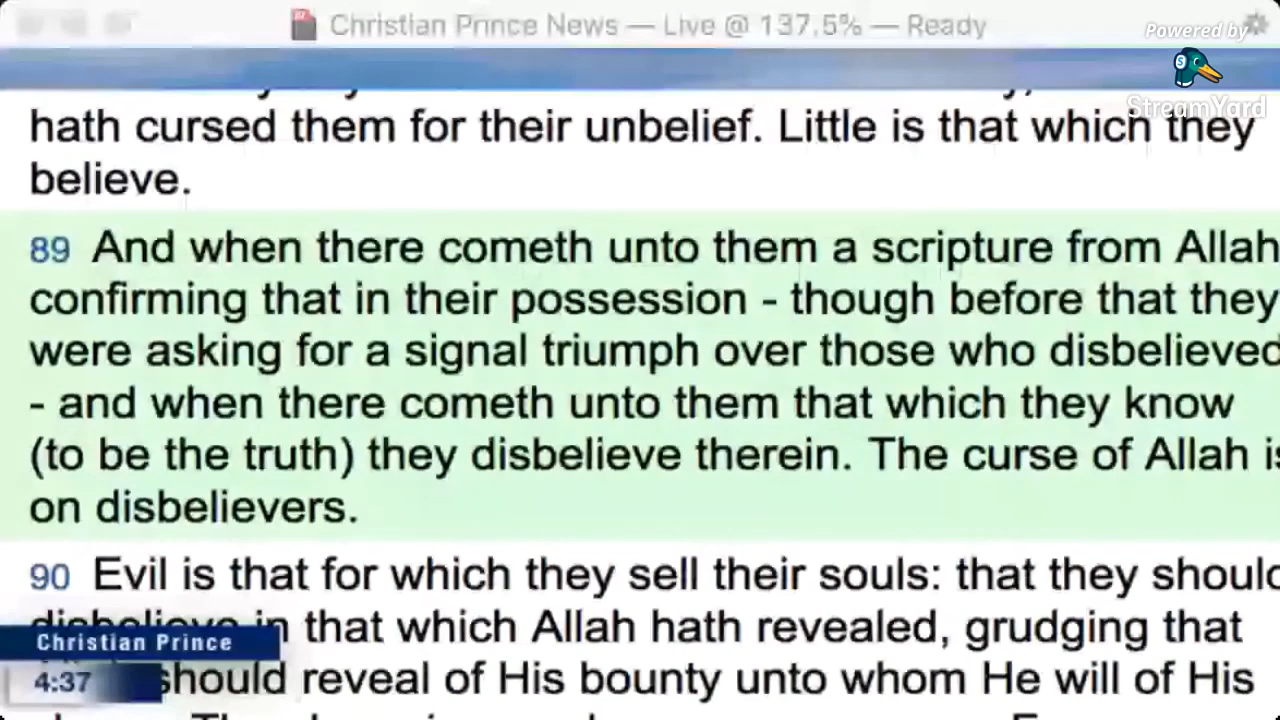 Christian Prince News — Live @ 137.5% — Ready
Powered by
StreamYard
hath cursed them for their unbelief. Little is that which they
believe.
89 And when there cometh unto them a scripture from Allah
confirming that in their possession - though before that they
were asking for a signal triumph over those who disbelieved
- and when there cometh unto them that which they know
(to be the truth) they disbelieve therein. The curse of Allah is
on disbelievers.
90 Evil is that for which they sell their souls: that they should
disbelieve in that which Allah hath revealed, grudging that
should reveal of His bounty unto whom He will of His
Christian Prince
4:37